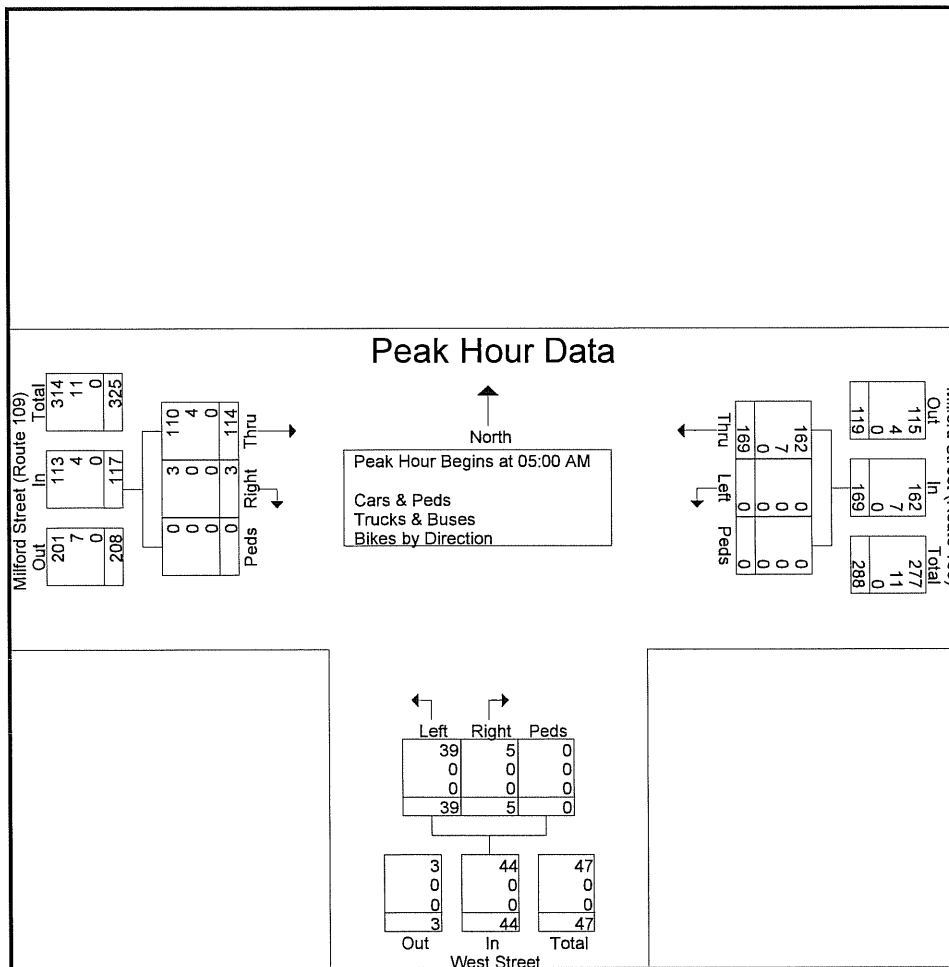 Peak Hour Data
North
Peak Hour Begins at 05:00 AM
Cars & Peds
Trucks & Buses
Bikes by Direction
Milford Street (Route 109)
Total
314 11 0 325
In
113 4 0 117
Out
201 7 0 208
Thru
110 4 0 114
Right
3 0 0 3
Peds
0 0 0 0
Out
115 4 0 119
In
162 7 0 169
Total
277 11 0 288
Thru
162 7 0 169
Left
0 0 0 0
Peds
0 0 0 0
Left Right Peds
39 5 0
0 0 0
0 0 0
39 5 0
3 44 47
0 0 0
0 0 0
3 44 47
Out In Total
West Street